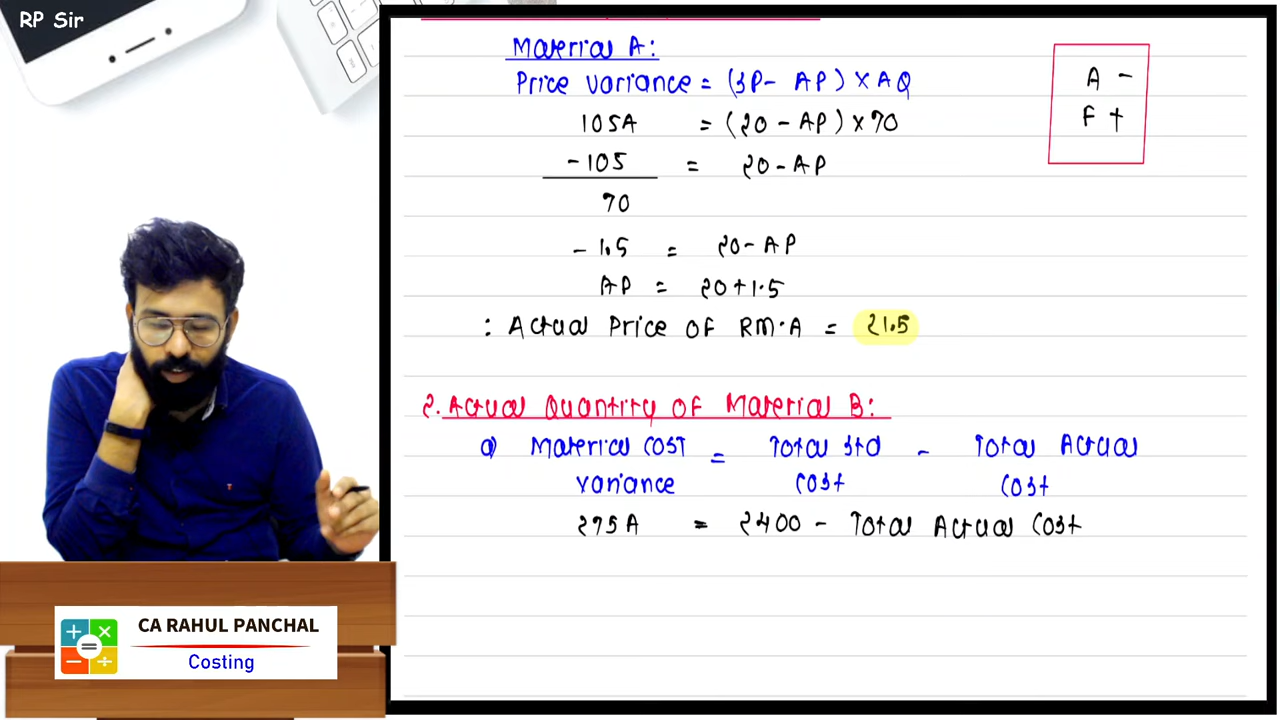 RP Sir
Material A:
Price variance = (SP - AP) × AQ
105A = (20 - AP) × 70
-105 = 20 - AP
70
-1.5 = 20 - AP
AP = 20 + 1.5
: Actual Price of RM.A = 21.5
A -
F +
2. Actual Quantity of Material B:
a) Material Cost = Total Std - Total Actual
variance Cost Cost
275A = 2400 - Total Actual Cost
CA RAHUL PANCHAL
Costing